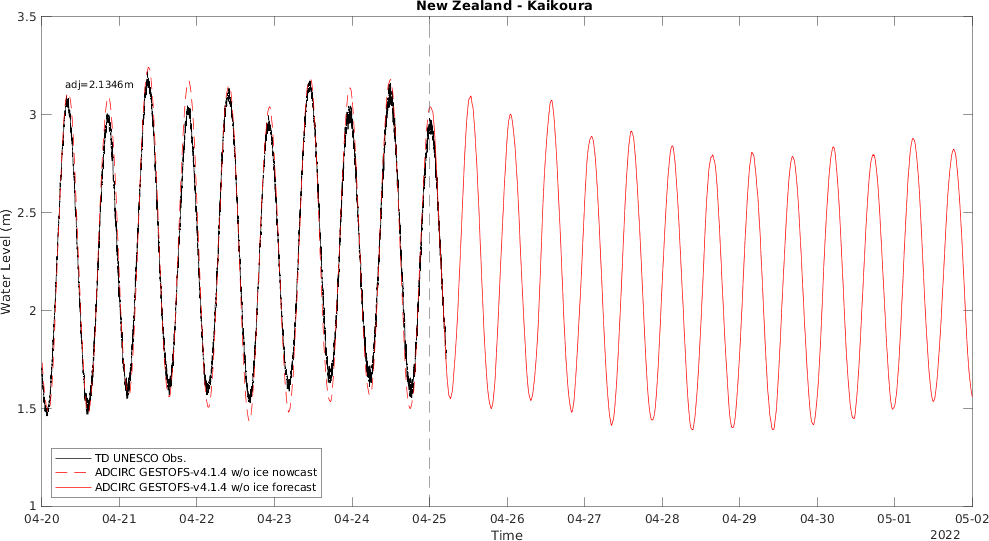 New Zealand - Kaikoura
3.5
adj=2.1346m
3
2.5
Water Level (m)
2
1.5
TD UNESCO Obs.
ADCIRC GESTOFS-v4.1.4 w/o ice nowcast
ADCIRC GESTOFS-v4.1.4 w/o ice forecast
1
04-20 04-21 04-22 04-23 04-24 04-25 04-26 04-27 04-28 04-29 04-30 05-01 05-02
Time
2022